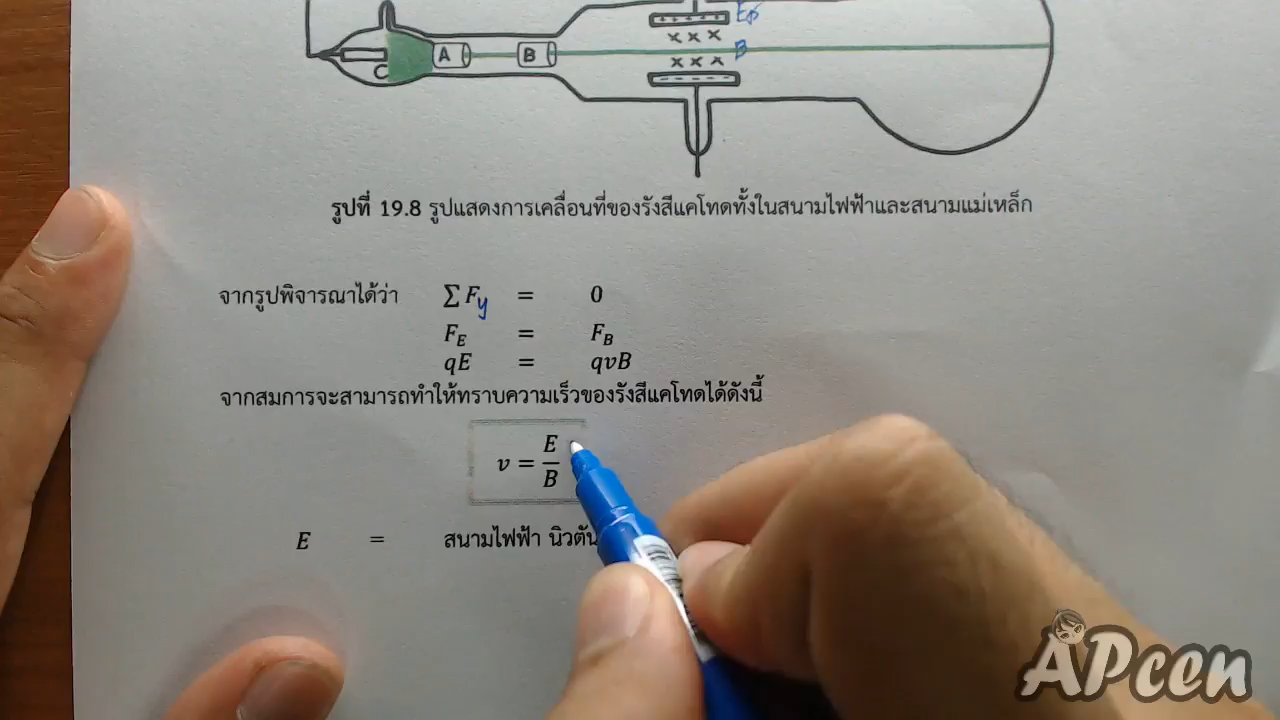 E
A B B
C
รูปที่ 19.8 รูปแสดงการเคลื่อนที่ของรังสีแคโทดทั้งในสนามไฟฟ้าและสนามแม่เหล็ก
จากรูปพิจารณาได้ว่า ∑ F_y = 0
F_E = F_B
qE = qvB
จากสมการจะสามารถทำให้ทราบความเร็วของรังสีแคโทดได้ดังนี้
v = E/B
E = สนามไฟฟ้า นิวตัน
APcen